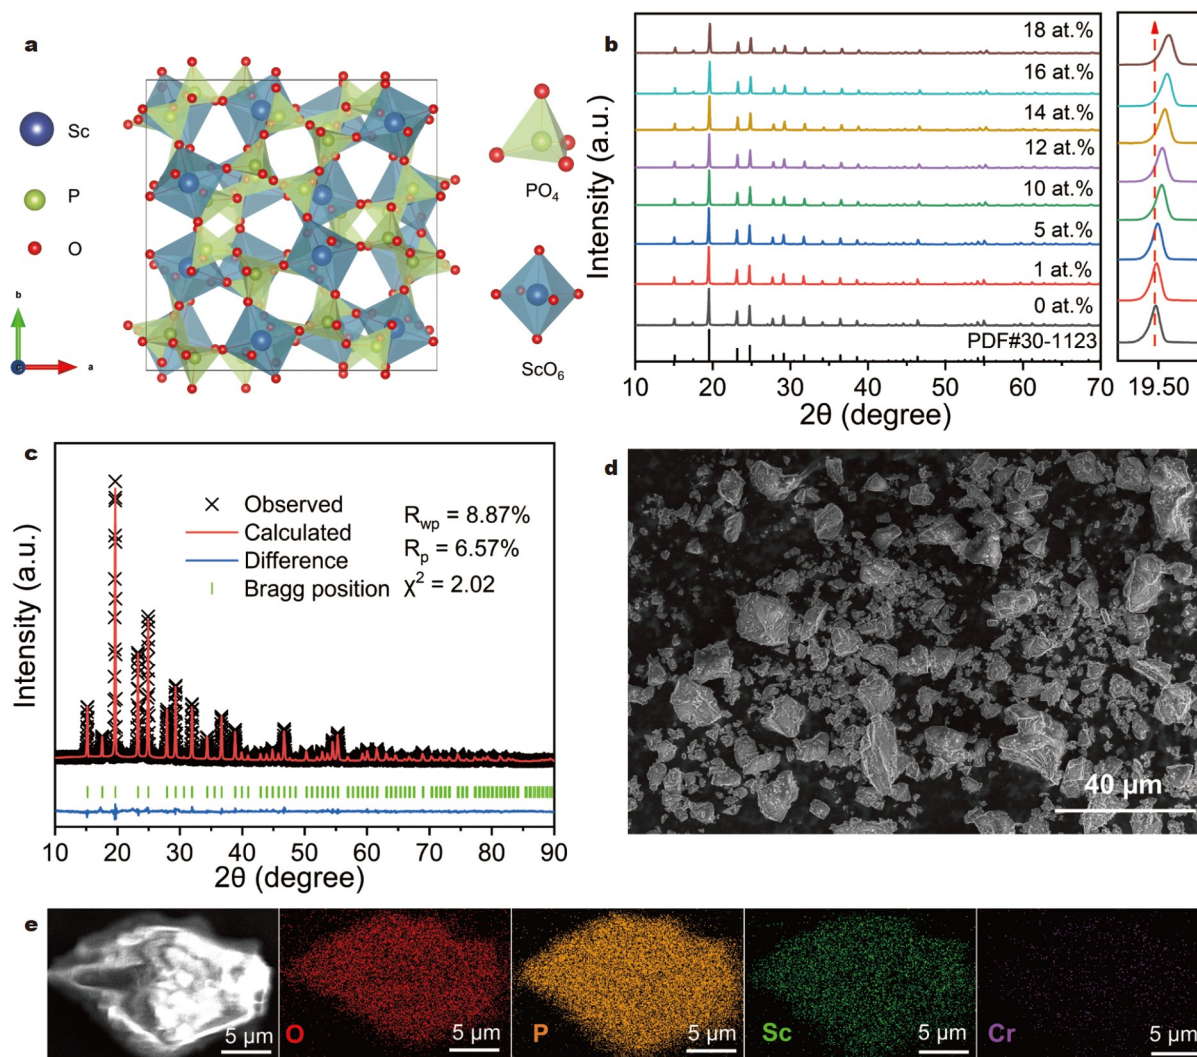 a
Sc
P
O
b
a
c
PO₄
ScO₆
b
Intensity (a.u.)
18 at.%
16 at.%
14 at.%
12 at.%
10 at.%
5 at.%
1 at.%
0 at.%
PDF#30-1123
10 20 30 40 50 60 70
2θ (degree)
19.50
c
Intensity (a.u.)
Observed
Calculated
Difference
Bragg position
R_wp = 8.87%
R_p = 6.57%
χ² = 2.02
10 20 30 40 50 60 70 80 90
2θ (degree)
d
40 µm
e
5 µm
O
5 µm
P
5 µm
Sc
5 µm
Cr
5 µm